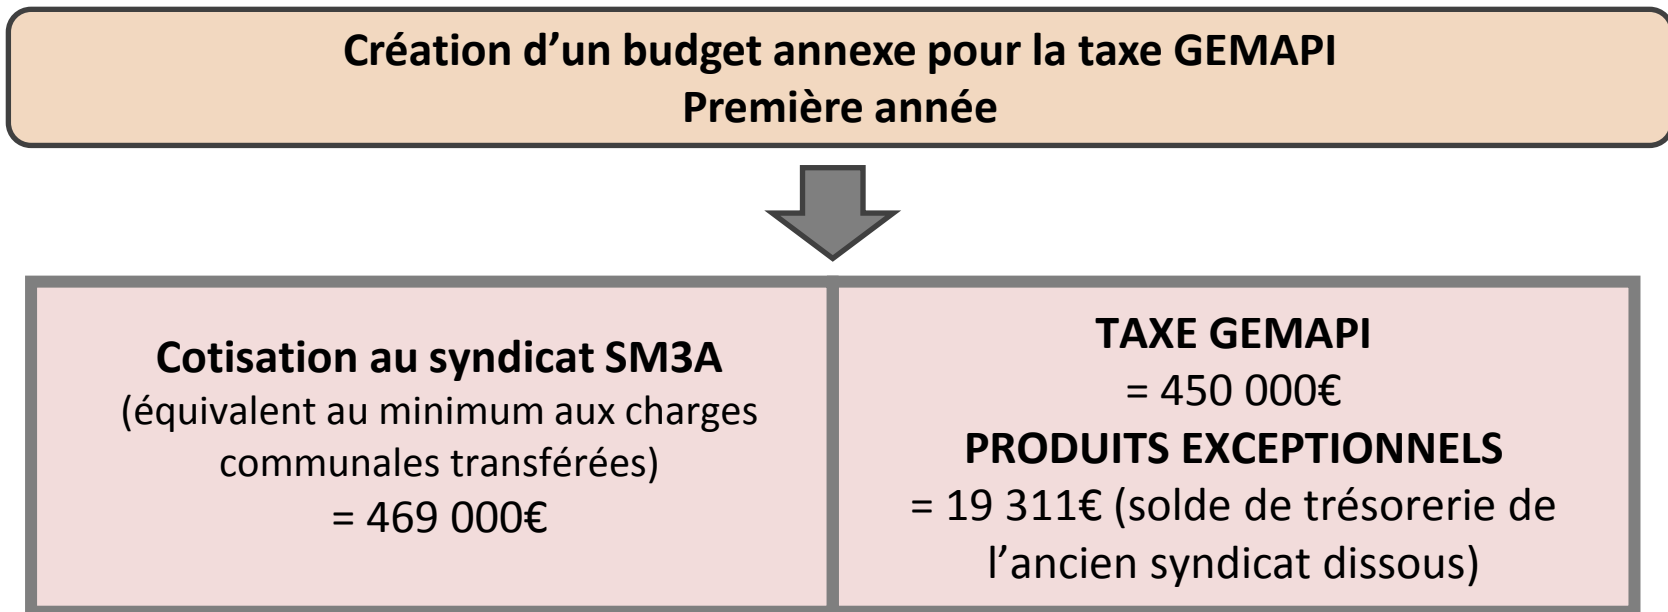 Création d’un budget annexe pour la taxe GEMAPI
Première année
Cotisation au syndicat SM3A
(équivalent au minimum aux charges
communales transférées)
= 469 000€
TAXE GEMAPI
= 450 000€
PRODUITS EXCEPTIONNELS
= 19 311€ (solde de trésorerie de
l’ancien syndicat dissous)